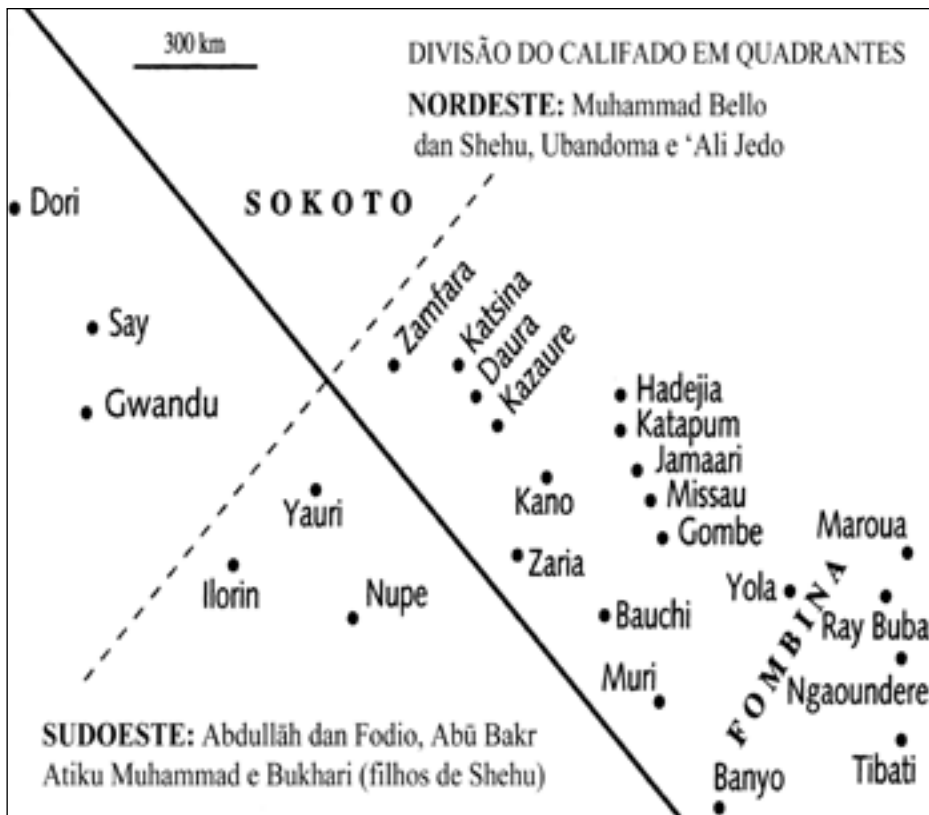 300 km
DIVISÃO DO CALIFADO EM QUADRANTES
NORDESTE: Muhammad Bello
dan Shehu, Ubandoma e ‘Ali Jedo
Dori
SOKOTO
Say
Gwandu
Zamfara
Katsina
Daura
Kazaure
Hadejia
Katapum
Jamaari
Missau
Gombe
Kano
Yauri
Zaria
Ilorin
Nupe
Maroua
Yola
Ray Buba
Bauchi
FOMBINA
Muri
Ngaoundere
Tibati
Banyo
SUDOESTE: Abdullāh dan Fodio, Abū Bakr
Atiku Muhammad e Bukhari (filhos de Shehu)